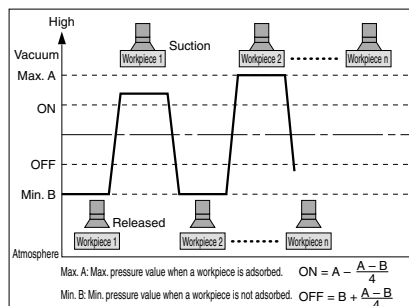 High
Vacuum
Suction
Workpiece 1
Workpiece 2
Workpiece n
Max. A
ON
OFF
Min. B
Released
Workpiece 1
Workpiece 2
Workpiece n
Atmosphere
Max. A: Max. pressure value when a workpiece is adsorbed. ON = A − (A − B)/4
Min. B: Min. pressure value when a workpiece is not adsorbed. OFF = B + (A − B)/4